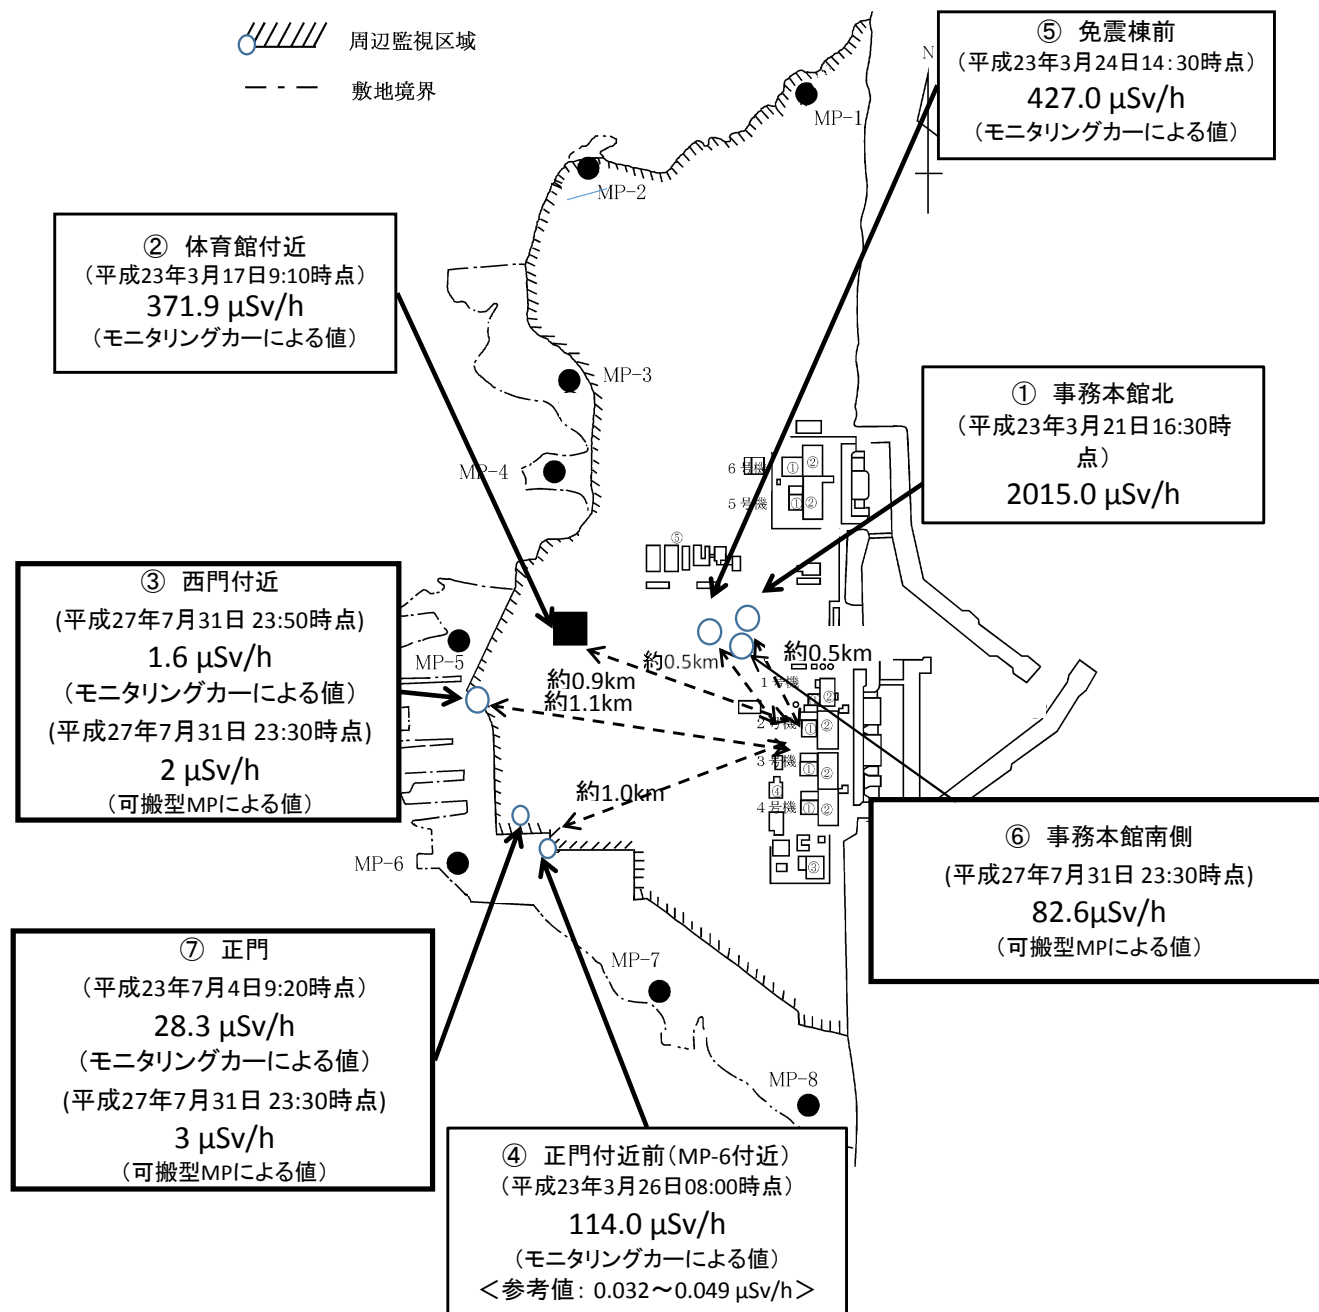 周辺監視区域
敷地境界
N
⑤ 免震棟前
（平成23年3月24日14：30時点）
427.0 μSv/h
（モニタリングカーによる値）
MP-1
MP-2
② 体育館付近
（平成23年3月17日9:10時点）
371.9 μSv/h
（モニタリングカーによる値）
MP-3
① 事務本館北
（平成23年3月21日16:30時
点）
2015.0 μSv/h
MP-4
6号機
① ②
5号機
① ②
⑤
③ 西門付近
(平成27年7月31日 23:50時点)
1.6 μSv/h
(モニタリングカーによる値)
(平成27年7月31日 23:30時点)
2 μSv/h
(可搬型MPによる値)
MP-5
約0.5km
約0.5km
約0.9km
約1.1km
1号機
②
2号機
① ②
3号機
① ②
約1.0km
④
4号機
① ②
③
MP-6
⑥ 事務本館南側
(平成27年7月31日 23:30時点)
82.6μSv/h
(可搬型MPによる値)
⑦ 正門
（平成23年7月4日9:20時点）
28.3 μSv/h
（モニタリングカーによる値）
(平成27年7月31日 23:30時点)
3 μSv/h
（可搬型MPによる値）
MP-7
MP-8
④ 正門付近前（MP-6付近）
（平成23年3月26日08:00時点）
114.0 μSv/h
（モニタリングカーによる値）
＜参考値：0.032～0.049 μSv/h＞